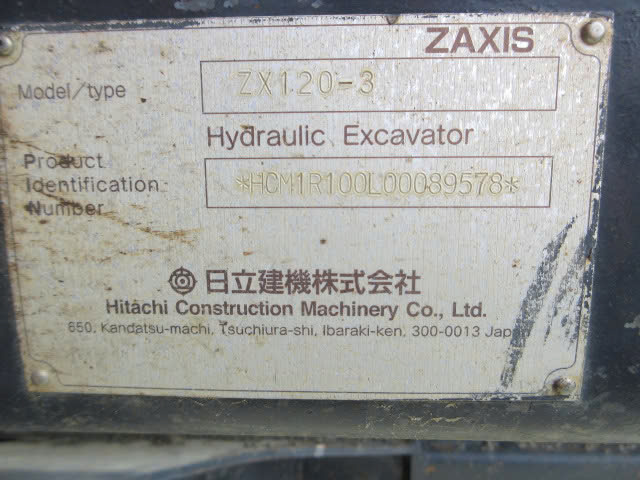 ZAXIS
Model/type ZX120-3
Hydraulic Excavator
Product
Identification *HCM1R100L00089578*
Number
日立建機株式会社
Hitachi Construction Machinery Co., Ltd.
650, Kandatsu-machi, Tsuchiura-shi, Ibaraki-ken, 300-0013 Japan